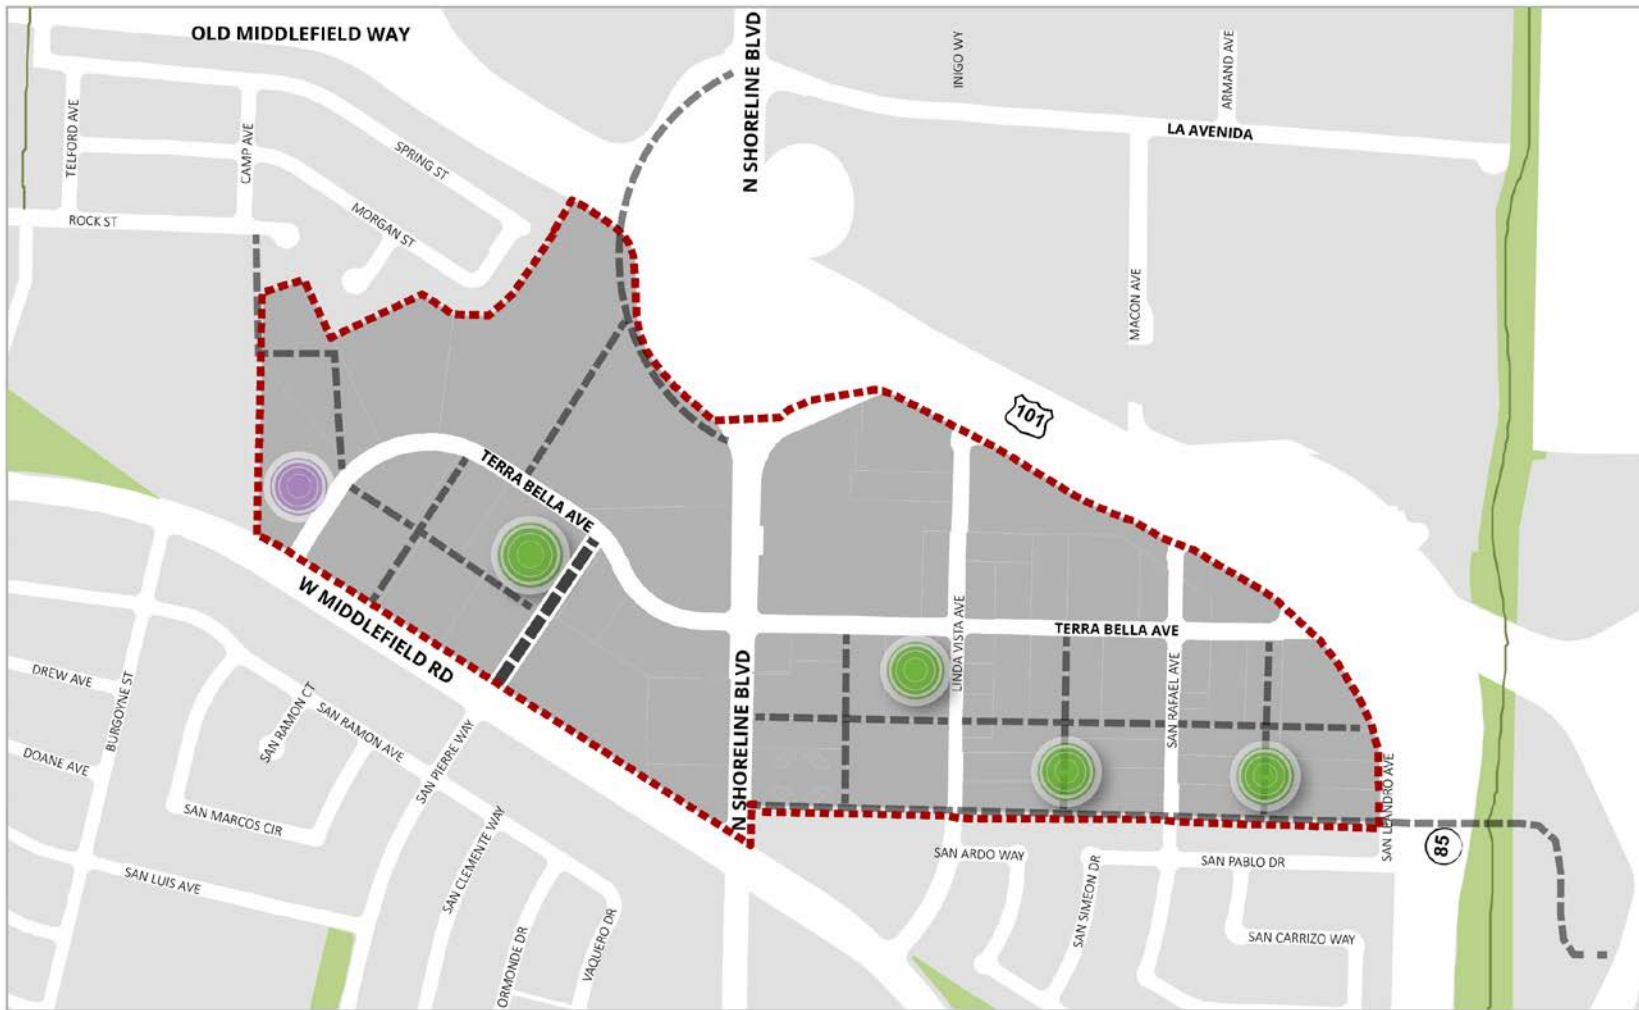 OLD MIDDLEFIELD WAY
N SHORELINE BLVD
INIGO WY
ARMAND AVE
LA AVENIDA
TELFORD AVE
CAMP AVE
SPRING ST
MORGAN ST
ROCK ST
MACON AVE
101
TERRA BELLA AVE
W MIDDLEFIELD RD
TERRA BELLA AVE
LINDA VISTA AVE
SAN RAFAEL AVE
N SHORELINE BLVD
SAN LEANDRO AVE
85
DREW AVE
BURGOYNE ST
SAN RAMON CT
SAN RAMON AVE
DOANE AVE
SAN PIERRE WAY
SAN MARCOS CIR
SAN CLEMENTE WAY
SAN LUIS AVE
ORMONDE DR
VAQUERO DR
SAN ARDO WAY
SAN SIMEON DR
SAN PABLO DR
SAN CARRIZO WAY